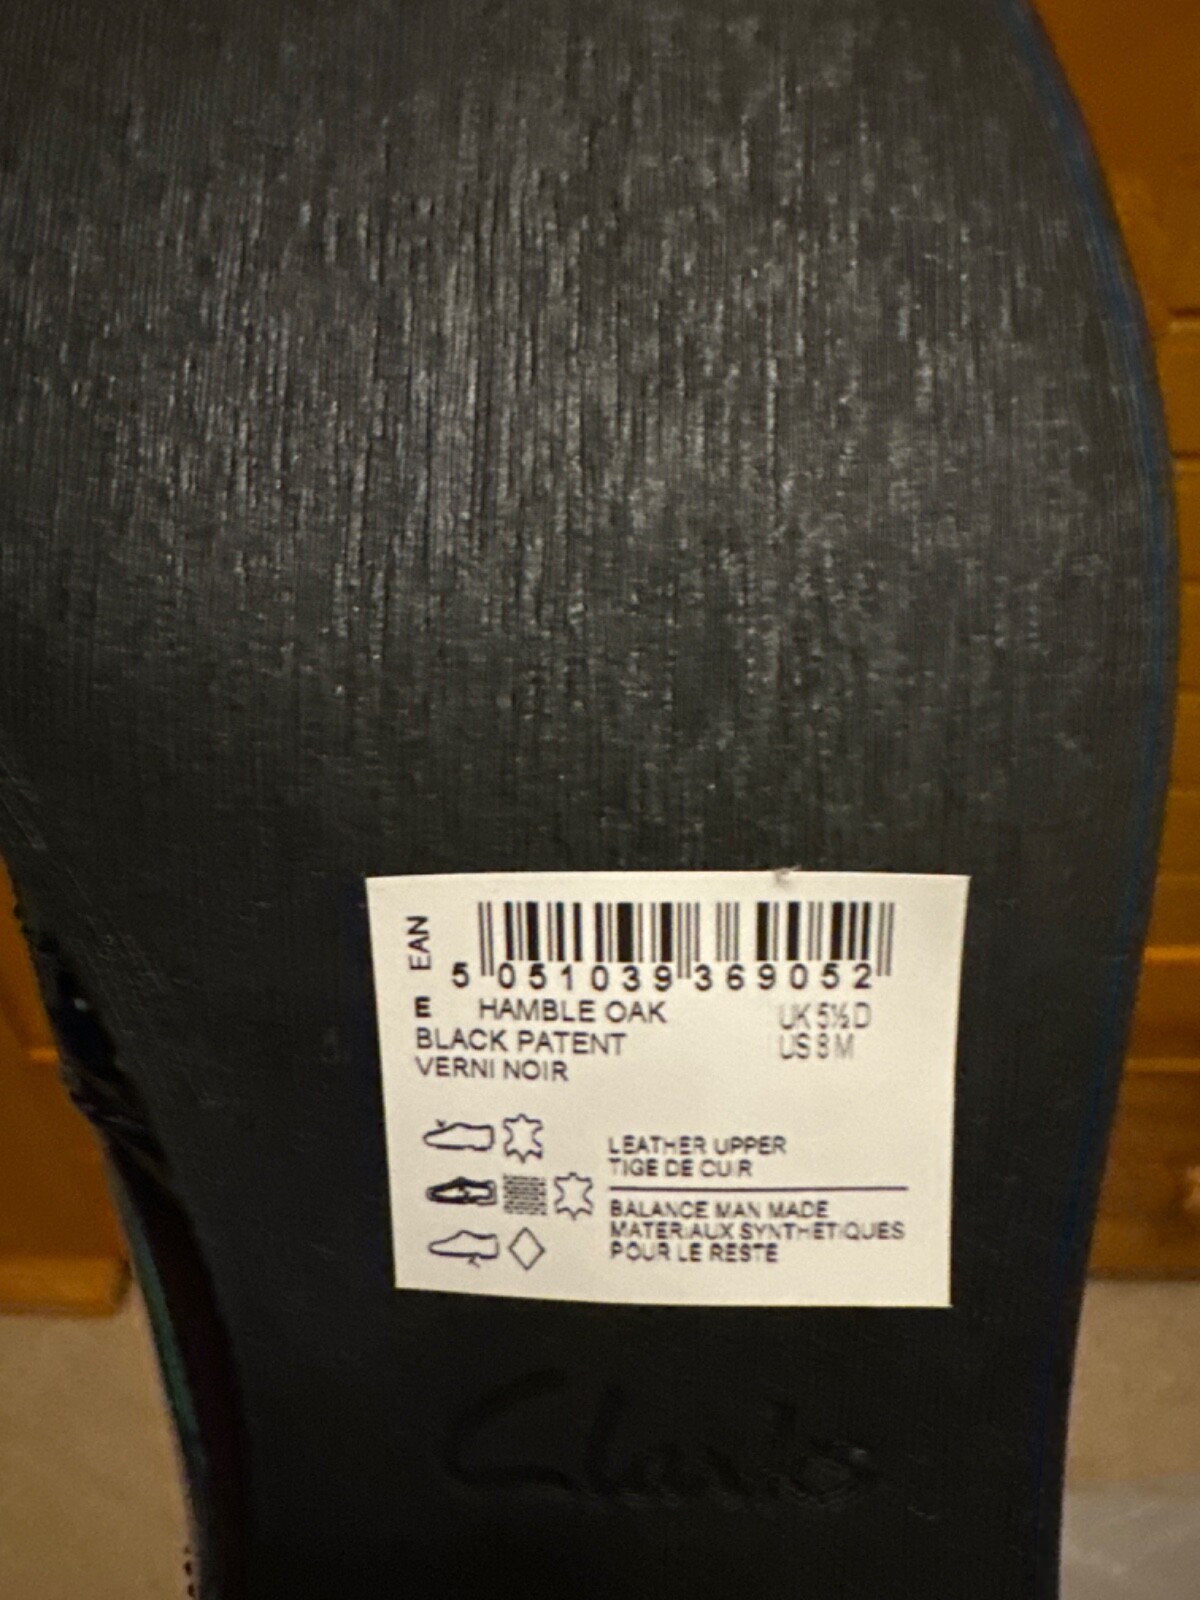 EAN
5 051039 369052
E HAMBLE OAK UK 5½ D
BLACK PATENT US 8 M
VERNI NOIR
LEATHER UPPER
TIGE DE CUIR
BALANCE MAN MADE
MATERIAUX SYNTHETIQUES
POUR LE RESTE
Clarks